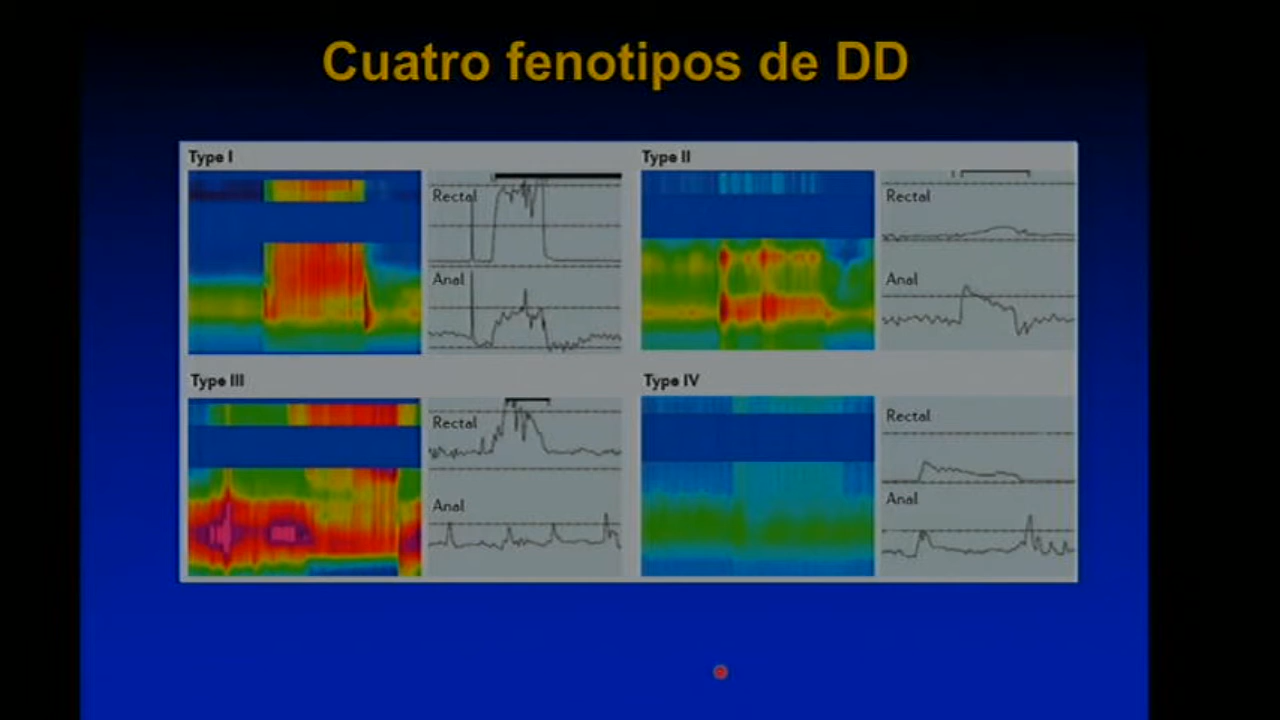 Cuatro fenotipos de DD
Type I
Rectal
Anal
Type II
Rectal
Anal
Type III
Rectal
Anal
Type IV
Rectal
Anal